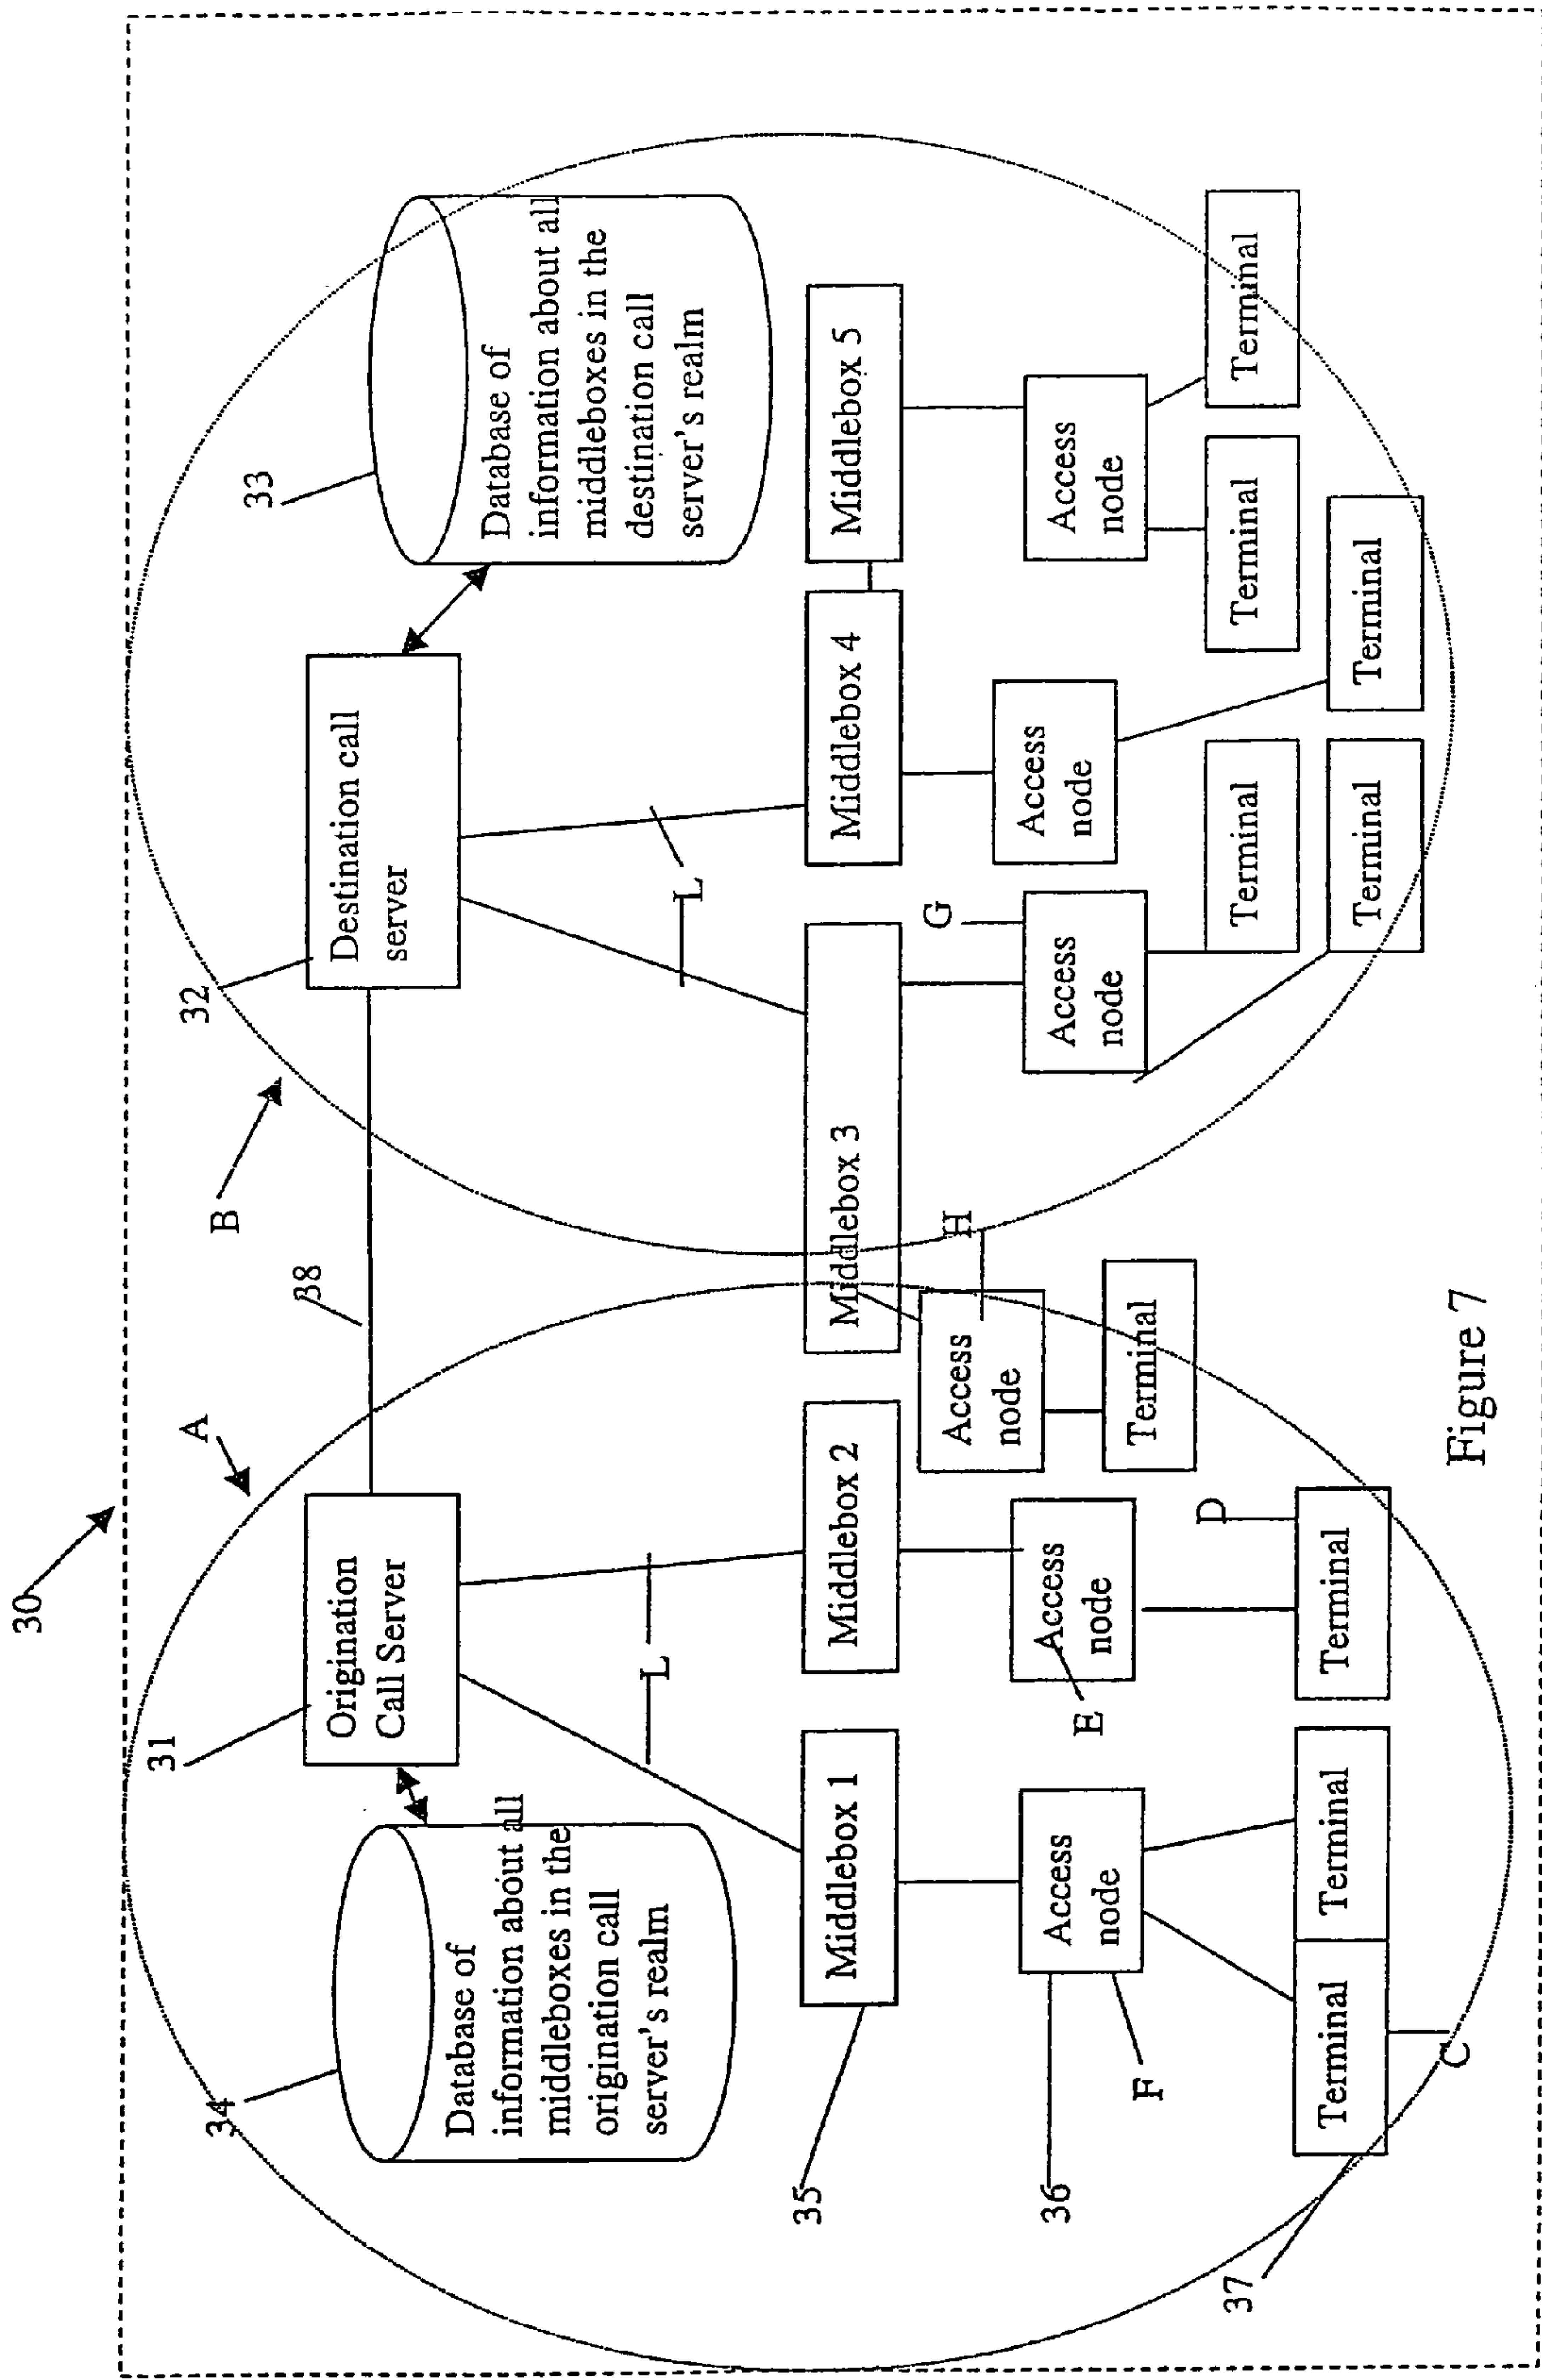 30
A
B
31
32
33
34
38
Origination
Call Server
Destination call
server
Database of
information about all
middleboxes in the
origination call
server's realm
Database of
information about all
middleboxes in the
destination call
server's realm
L
L
35
Middlebox 1
Middlebox 2
Middlebox 3
Middlebox 3
Middlebox 4
Middlebox 5
36
F
E
H
G
Access
node
Access
node
Access
node
Access
node
Access
node
Access
node
37
C
D
Terminal
Terminal
Terminal
Terminal
Terminal
Terminal
Terminal
Terminal
Terminal
Figure 7